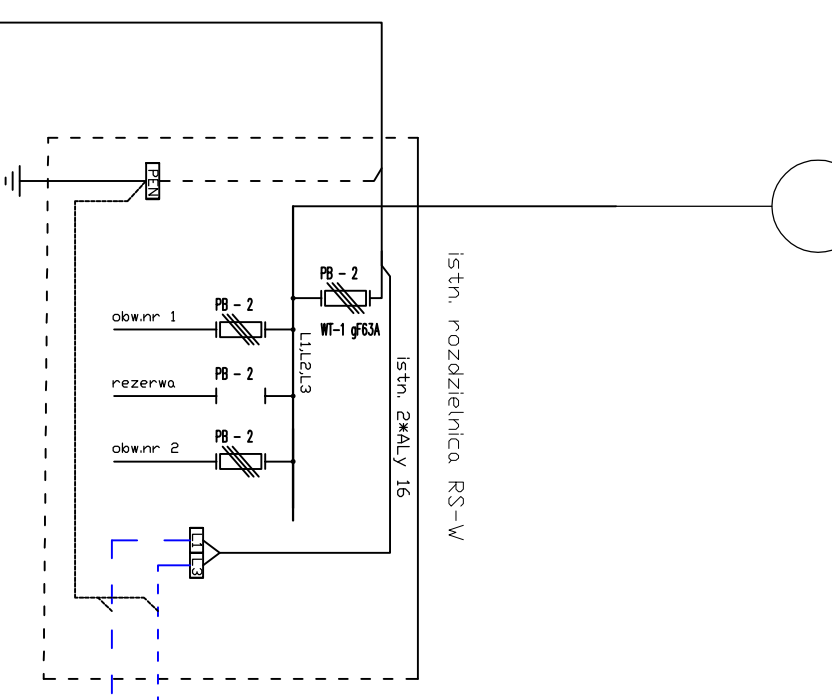 PEN
PB - 2
WT-1 gF63A
PB - 2
obw.nr 1
L1,L2,L3
PB - 2
rezerwa
PB - 2
obw.nr 2
istn. 2*ALy 16
istn. rozdzielnica RS-W
L1
L3